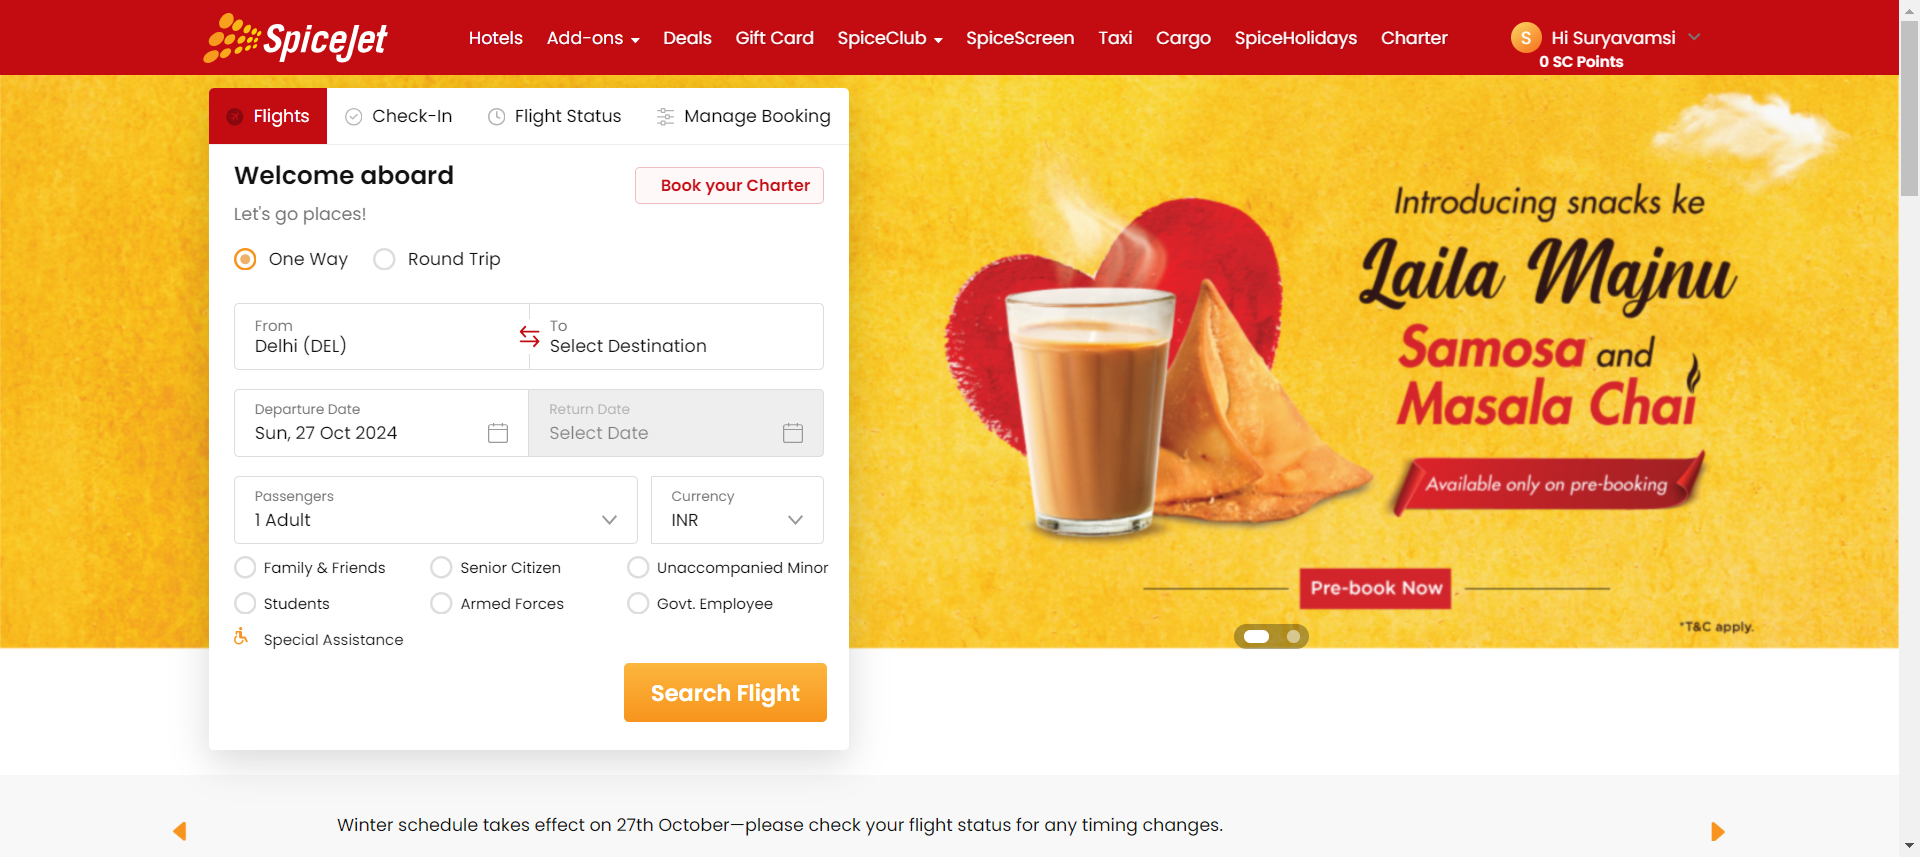 SpiceJet
Hotels Add-ons Deals Gift Card SpiceClub SpiceScreen Taxi Cargo SpiceHolidays Charter
S Hi Suryavamsi
0 SC Points
Flights Check-In Flight Status Manage Booking
Welcome aboard
Book your Charter
Let's go places!
One Way Round Trip
From
Delhi (DEL)
To
Select Destination
Departure Date
Sun, 27 Oct 2024
Return Date
Select Date
Passengers
1 Adult
Currency
INR
Family & Friends Senior Citizen Unaccompanied Minor
Students Armed Forces Govt. Employee
Special Assistance
Search Flight
Introducing snacks ke
Laila Majnu
Samosa and
Masala Chai
Available only on pre-booking
Pre-book Now
*T&C apply.
Winter schedule takes effect on 27th October—please check your flight status for any timing changes.